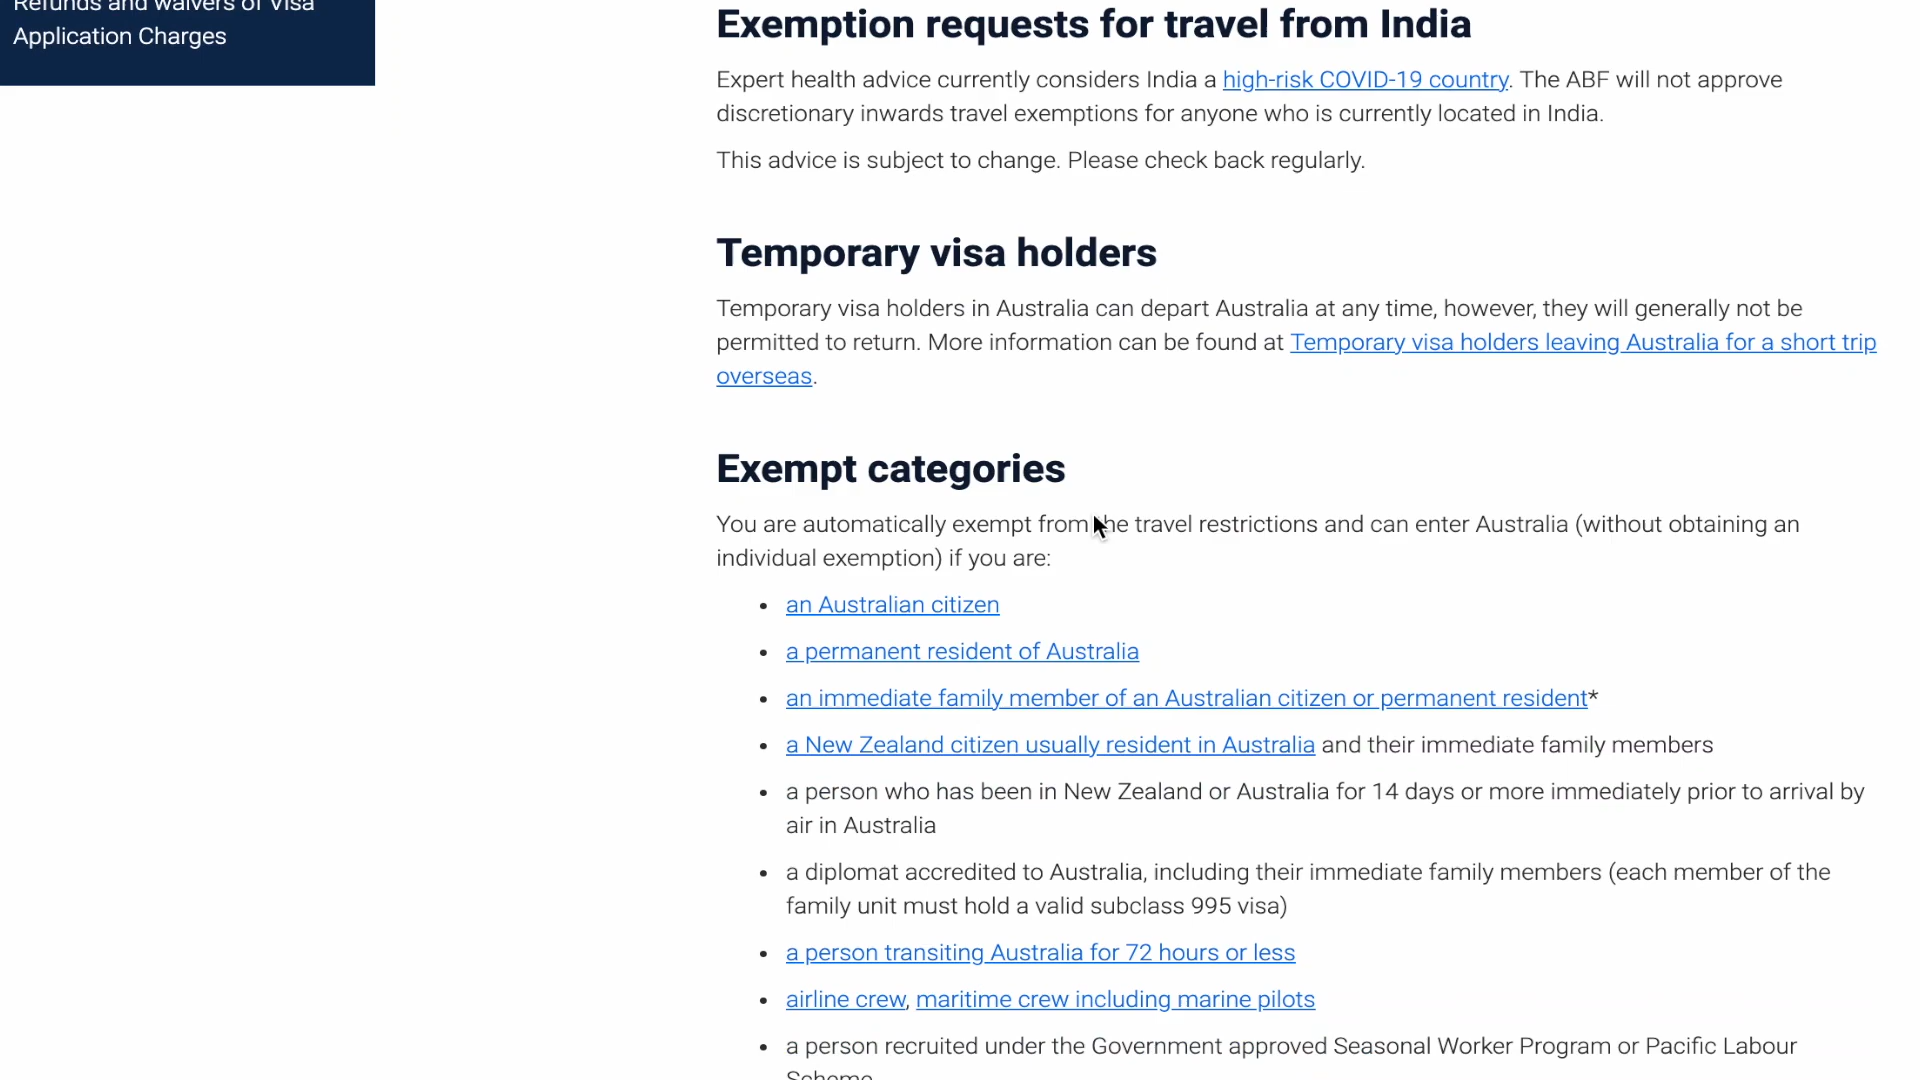 Refunds and waivers of Visa
Application Charges
Exemption requests for travel from India
Expert health advice currently considers India a high-risk COVID-19 country. The ABF will not approve
discretionary inwards travel exemptions for anyone who is currently located in India.
This advice is subject to change. Please check back regularly.
Temporary visa holders
Temporary visa holders in Australia can depart Australia at any time, however, they will generally not be
permitted to return. More information can be found at Temporary visa holders leaving Australia for a short trip
overseas.
Exempt categories
You are automatically exempt from the travel restrictions and can enter Australia (without obtaining an
individual exemption) if you are:
• an Australian citizen
• a permanent resident of Australia
• an immediate family member of an Australian citizen or permanent resident*
• a New Zealand citizen usually resident in Australia and their immediate family members
• a person who has been in New Zealand or Australia for 14 days or more immediately prior to arrival by
air in Australia
• a diplomat accredited to Australia, including their immediate family members (each member of the
family unit must hold a valid subclass 995 visa)
• a person transiting Australia for 72 hours or less
• airline crew, maritime crew including marine pilots
• a person recruited under the Government approved Seasonal Worker Program or Pacific Labour
Scheme